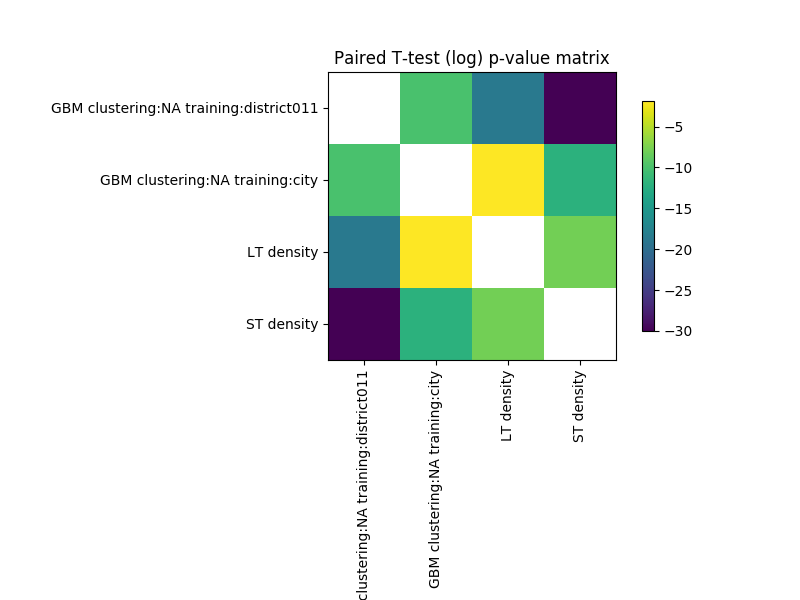 Paired T-test (log) p-value matrix
GBM clustering:NA training:district011
GBM clustering:NA training:city
LT density
ST density
−5
−10
−15
−20
−25
−30
clustering:NA training:district011
GBM clustering:NA training:city
LT density
ST density